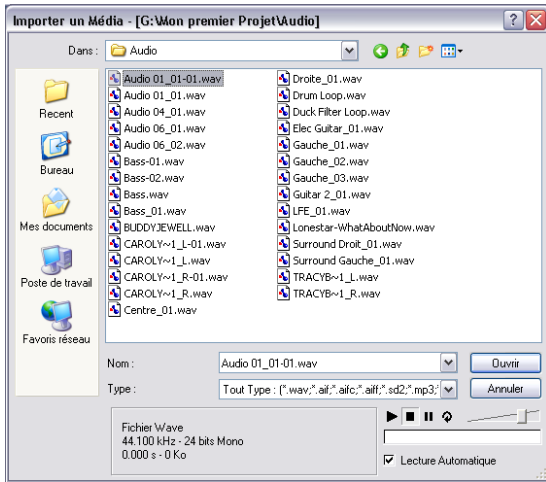 Importer un Média - [G:\Mon premier Projet\Audio]
Dans : Audio
Recent
Bureau
Mes documents
Poste de travail
Favoris réseau
Audio 01_01-01.wav
Audio 01_01.wav
Audio 04_01.wav
Audio 06_01.wav
Audio 06_02.wav
Bass-01.wav
Bass-02.wav
Bass.wav
Bass_01.wav
BUDDYJEWELL.wav
CAROLY~1_L-01.wav
CAROLY~1_L.wav
CAROLY~1_R-01.wav
CAROLY~1_R.wav
Centre_01.wav
Droite_01.wav
Drum Loop.wav
Duck Filter Loop.wav
Elec Guitar_01.wav
Gauche_01.wav
Gauche_02.wav
Gauche_03.wav
Guitar 2_01.wav
LFE_01.wav
Lonestar-WhatAboutNow.wav
Surround Droit_01.wav
Surround Gauche_01.wav
TRACYB~1_L.wav
TRACYB~1_R.wav
Nom : Audio 01_01-01.wav Ouvrir
Type : Tout Type : (*.wav;*.aif;*.aifc;*.aiff;*.sd2;*.mp3; Annuler
Fichier Wave
44.100 kHz - 24 bits Mono
0.000 s - 0 Ko
Lecture Automatique